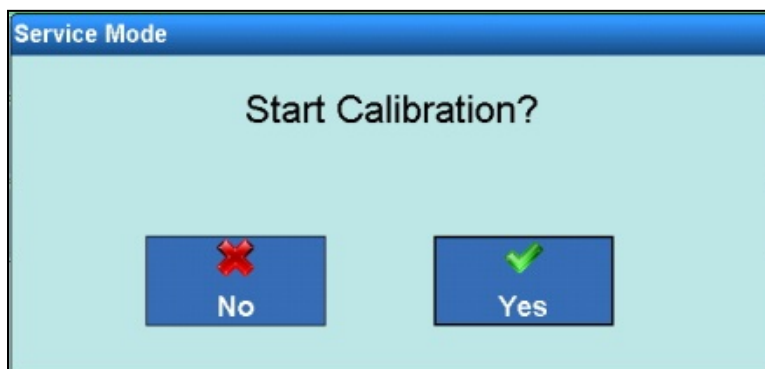 Service Mode
Start Calibration?
No
Yes